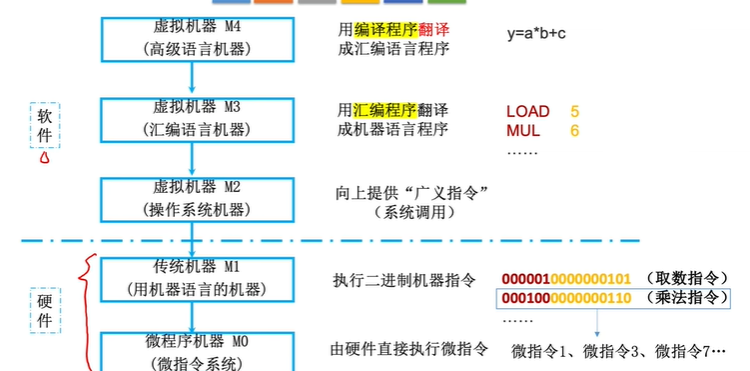 虚拟机器 M4
(高级语言机器)
用编译程序翻译
成汇编语言程序
y=a*b+c
虚拟机器 M3
(汇编语言机器)
用汇编程序翻译
成机器语言程序
LOAD 5
MUL 6
……
软件
虚拟机器 M2
(操作系统机器)
向上提供“广义指令”
(系统调用)
传统机器 M1
(用机器语言的机器)
执行二进制机器指令
0000010000000101 (取数指令)
0001000000000110 (乘法指令)
……
硬件
微程序机器 M0
(微指令系统)
由硬件直接执行微指令
微指令1、微指令3、微指令7…